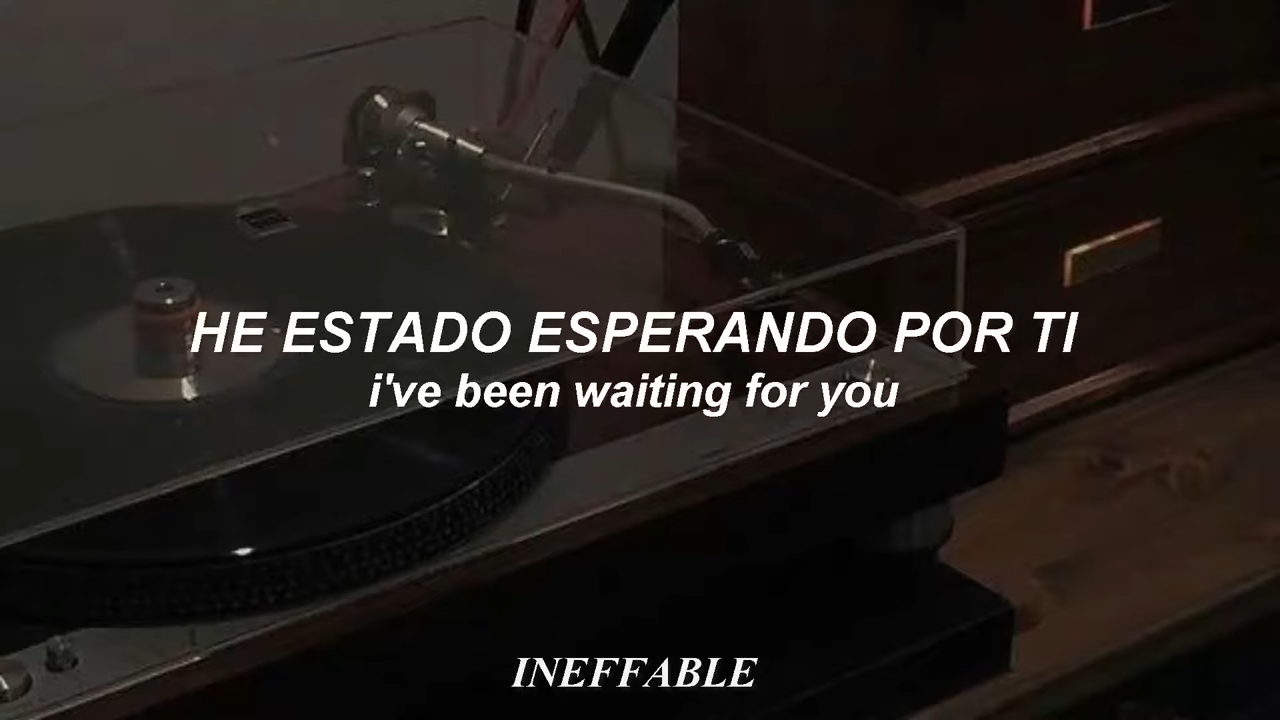 HE ESTADO ESPERANDO POR TI
i've been waiting for you
INEFFABLE